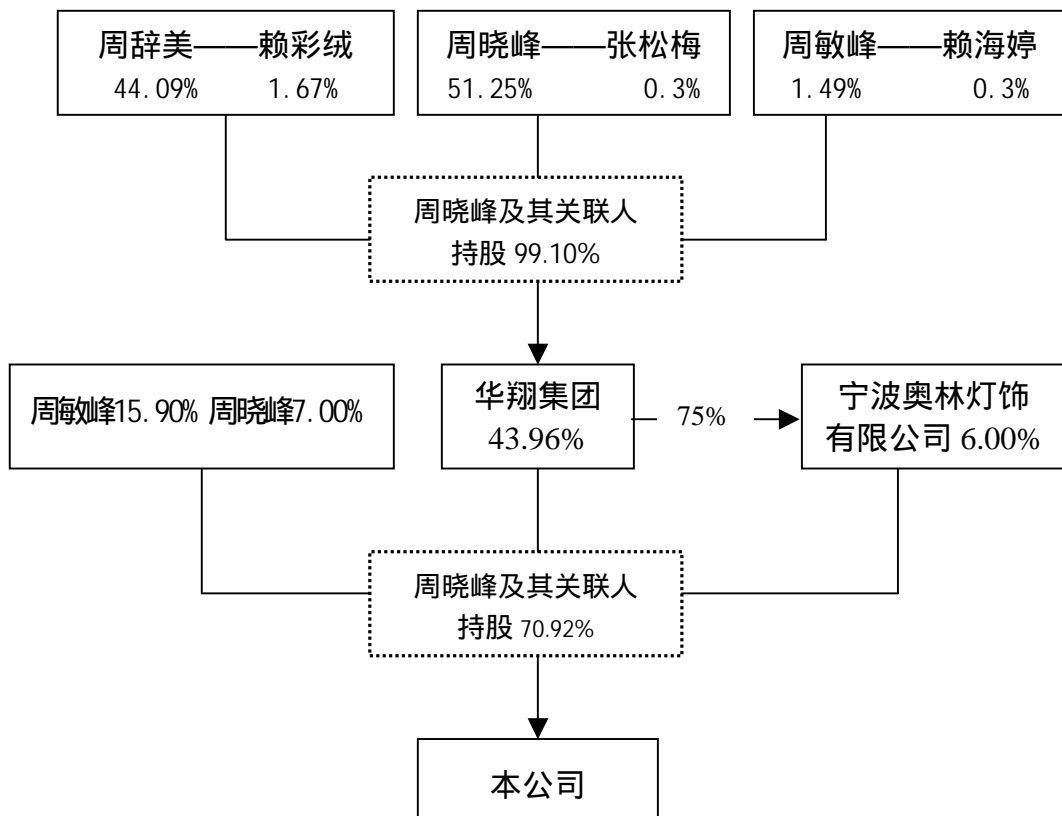 周辞美——赖彩绒
44.09% 1.67%
周晓峰——张松梅
51.25% 0.3%
周敏峰——赖海婷
1.49% 0.3%
周晓峰及其关联人
持股 99.10%
周敏峰15.90% 周晓峰7.00%
华翔集团
43.96%
75%
宁波奥林灯饰
有限公司 6.00%
周晓峰及其关联人
持股 70.92%
本公司